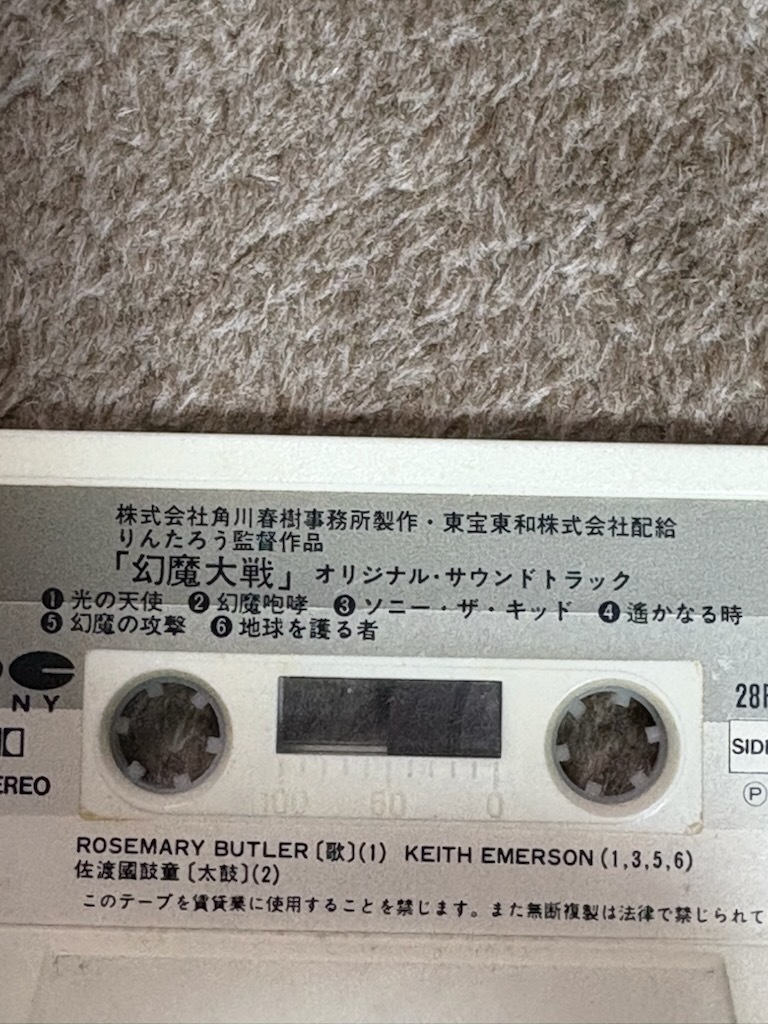 株式会社角川春樹事務所製作・東宝東和株式会社配給
りんたろう監督作品
「幻魔大戦」オリジナル・サウンドトラック
❶光の天使 ❷幻魔咆哮 ❸ソニー・ザ・キッド ❹遙かなる時
❺幻魔の攻撃 ❻地球を護る者
NY
28
SIDE
EREO
Ⓟ
100 50 0
ROSEMARY BUTLER〔歌〕(1) KEITH EMERSON(1,3,5,6)
佐渡國鼓童〔太鼓〕(2)
このテープを賃貸業に使用することを禁じます。また無断複製は法律で禁じられて